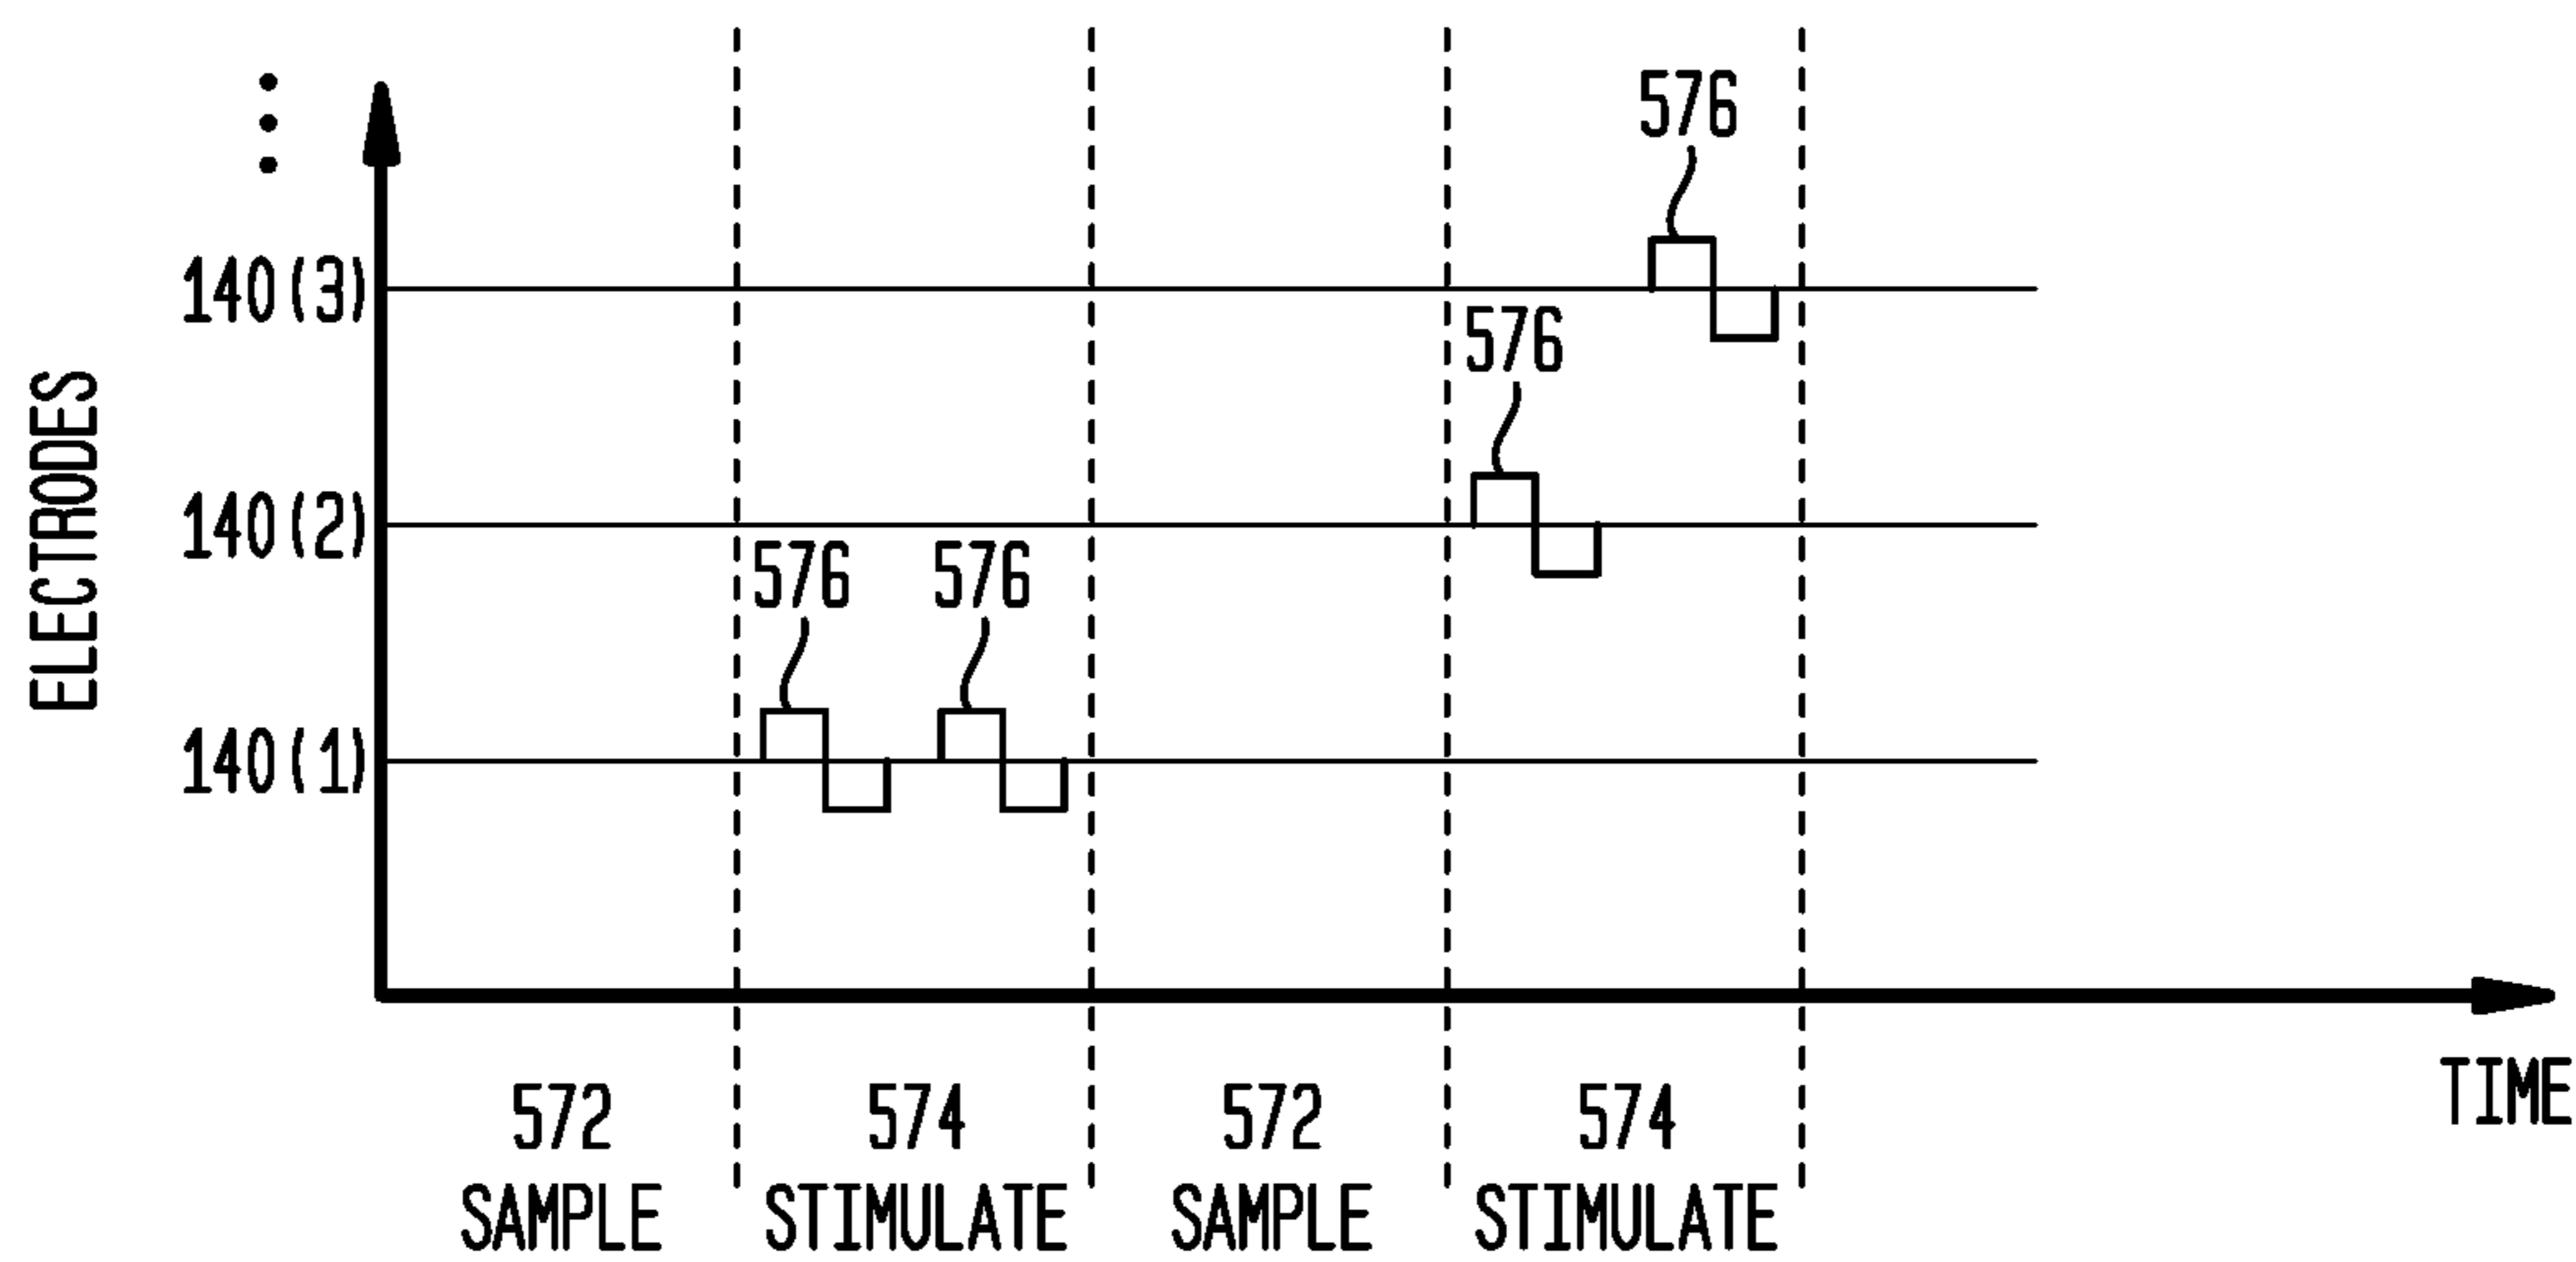 576
140(3)
576
140(2)
576 576
140(1)
ELECTRODES
TIME
572 574 572 574
SAMPLE STIMULATE SAMPLE STIMULATE